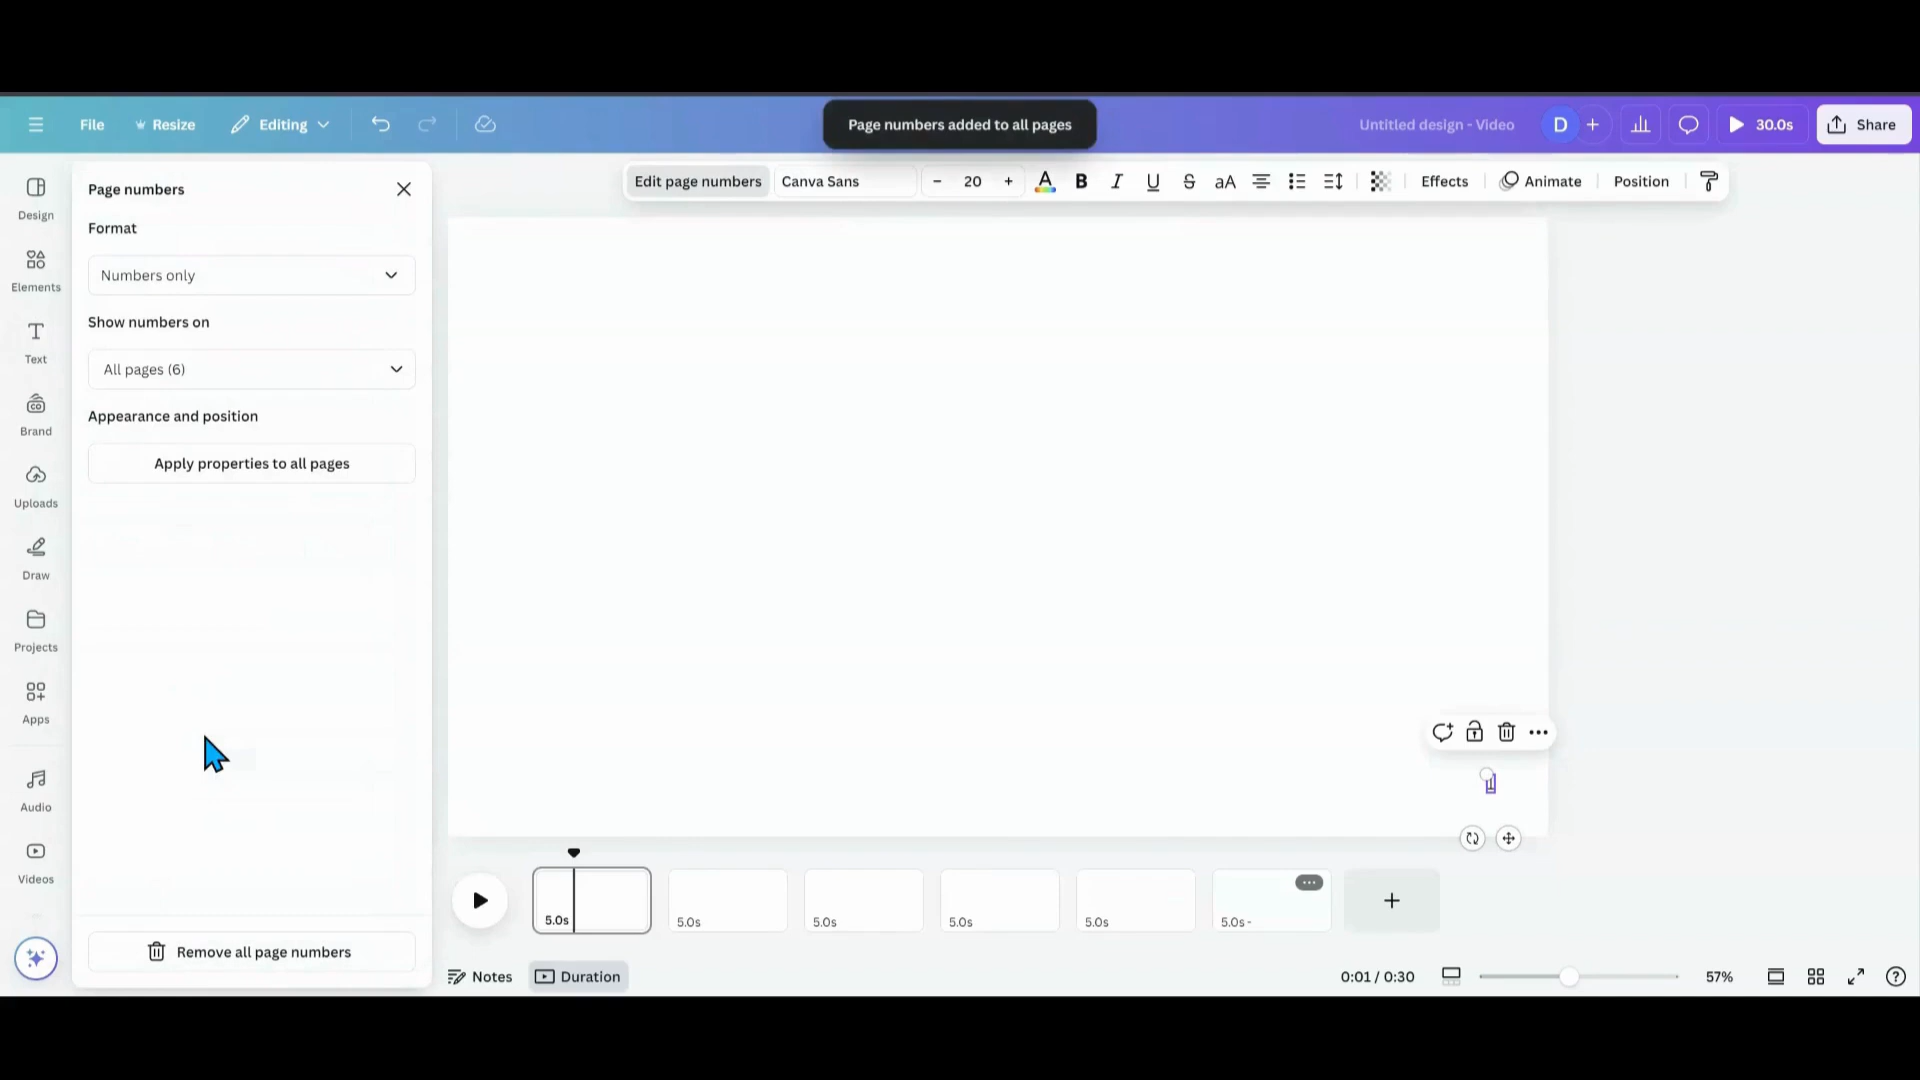 File
Resize
Editing
Page numbers added to all pages
Untitled design - Video
D
30.0s
Share
Design
Elements
Text
Brand
Uploads
Draw
Projects
Apps
Audio
Videos
Page numbers
Format
Numbers only
Show numbers on
All pages (6)
Appearance and position
Apply properties to all pages
Remove all page numbers
Edit page numbers
Canva Sans
- 20 +
A B I U S aA
Effects
Animate
Position
1
5.0s
5.0s
5.0s
5.0s
5.0s
5.0s -
Notes
Duration
0:01 / 0:30
57%